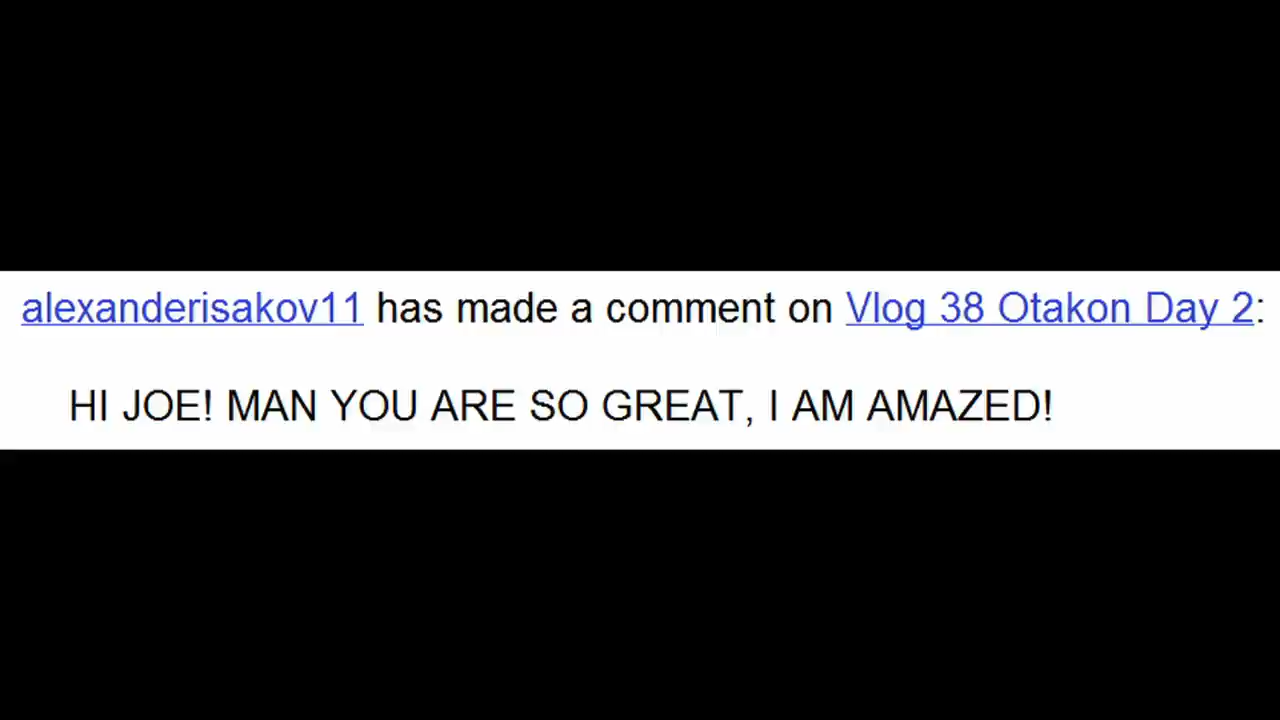 alexanderisakov11 has made a comment on Vlog 38 Otakon Day 2:
HI JOE! MAN YOU ARE SO GREAT, I AM AMAZED!